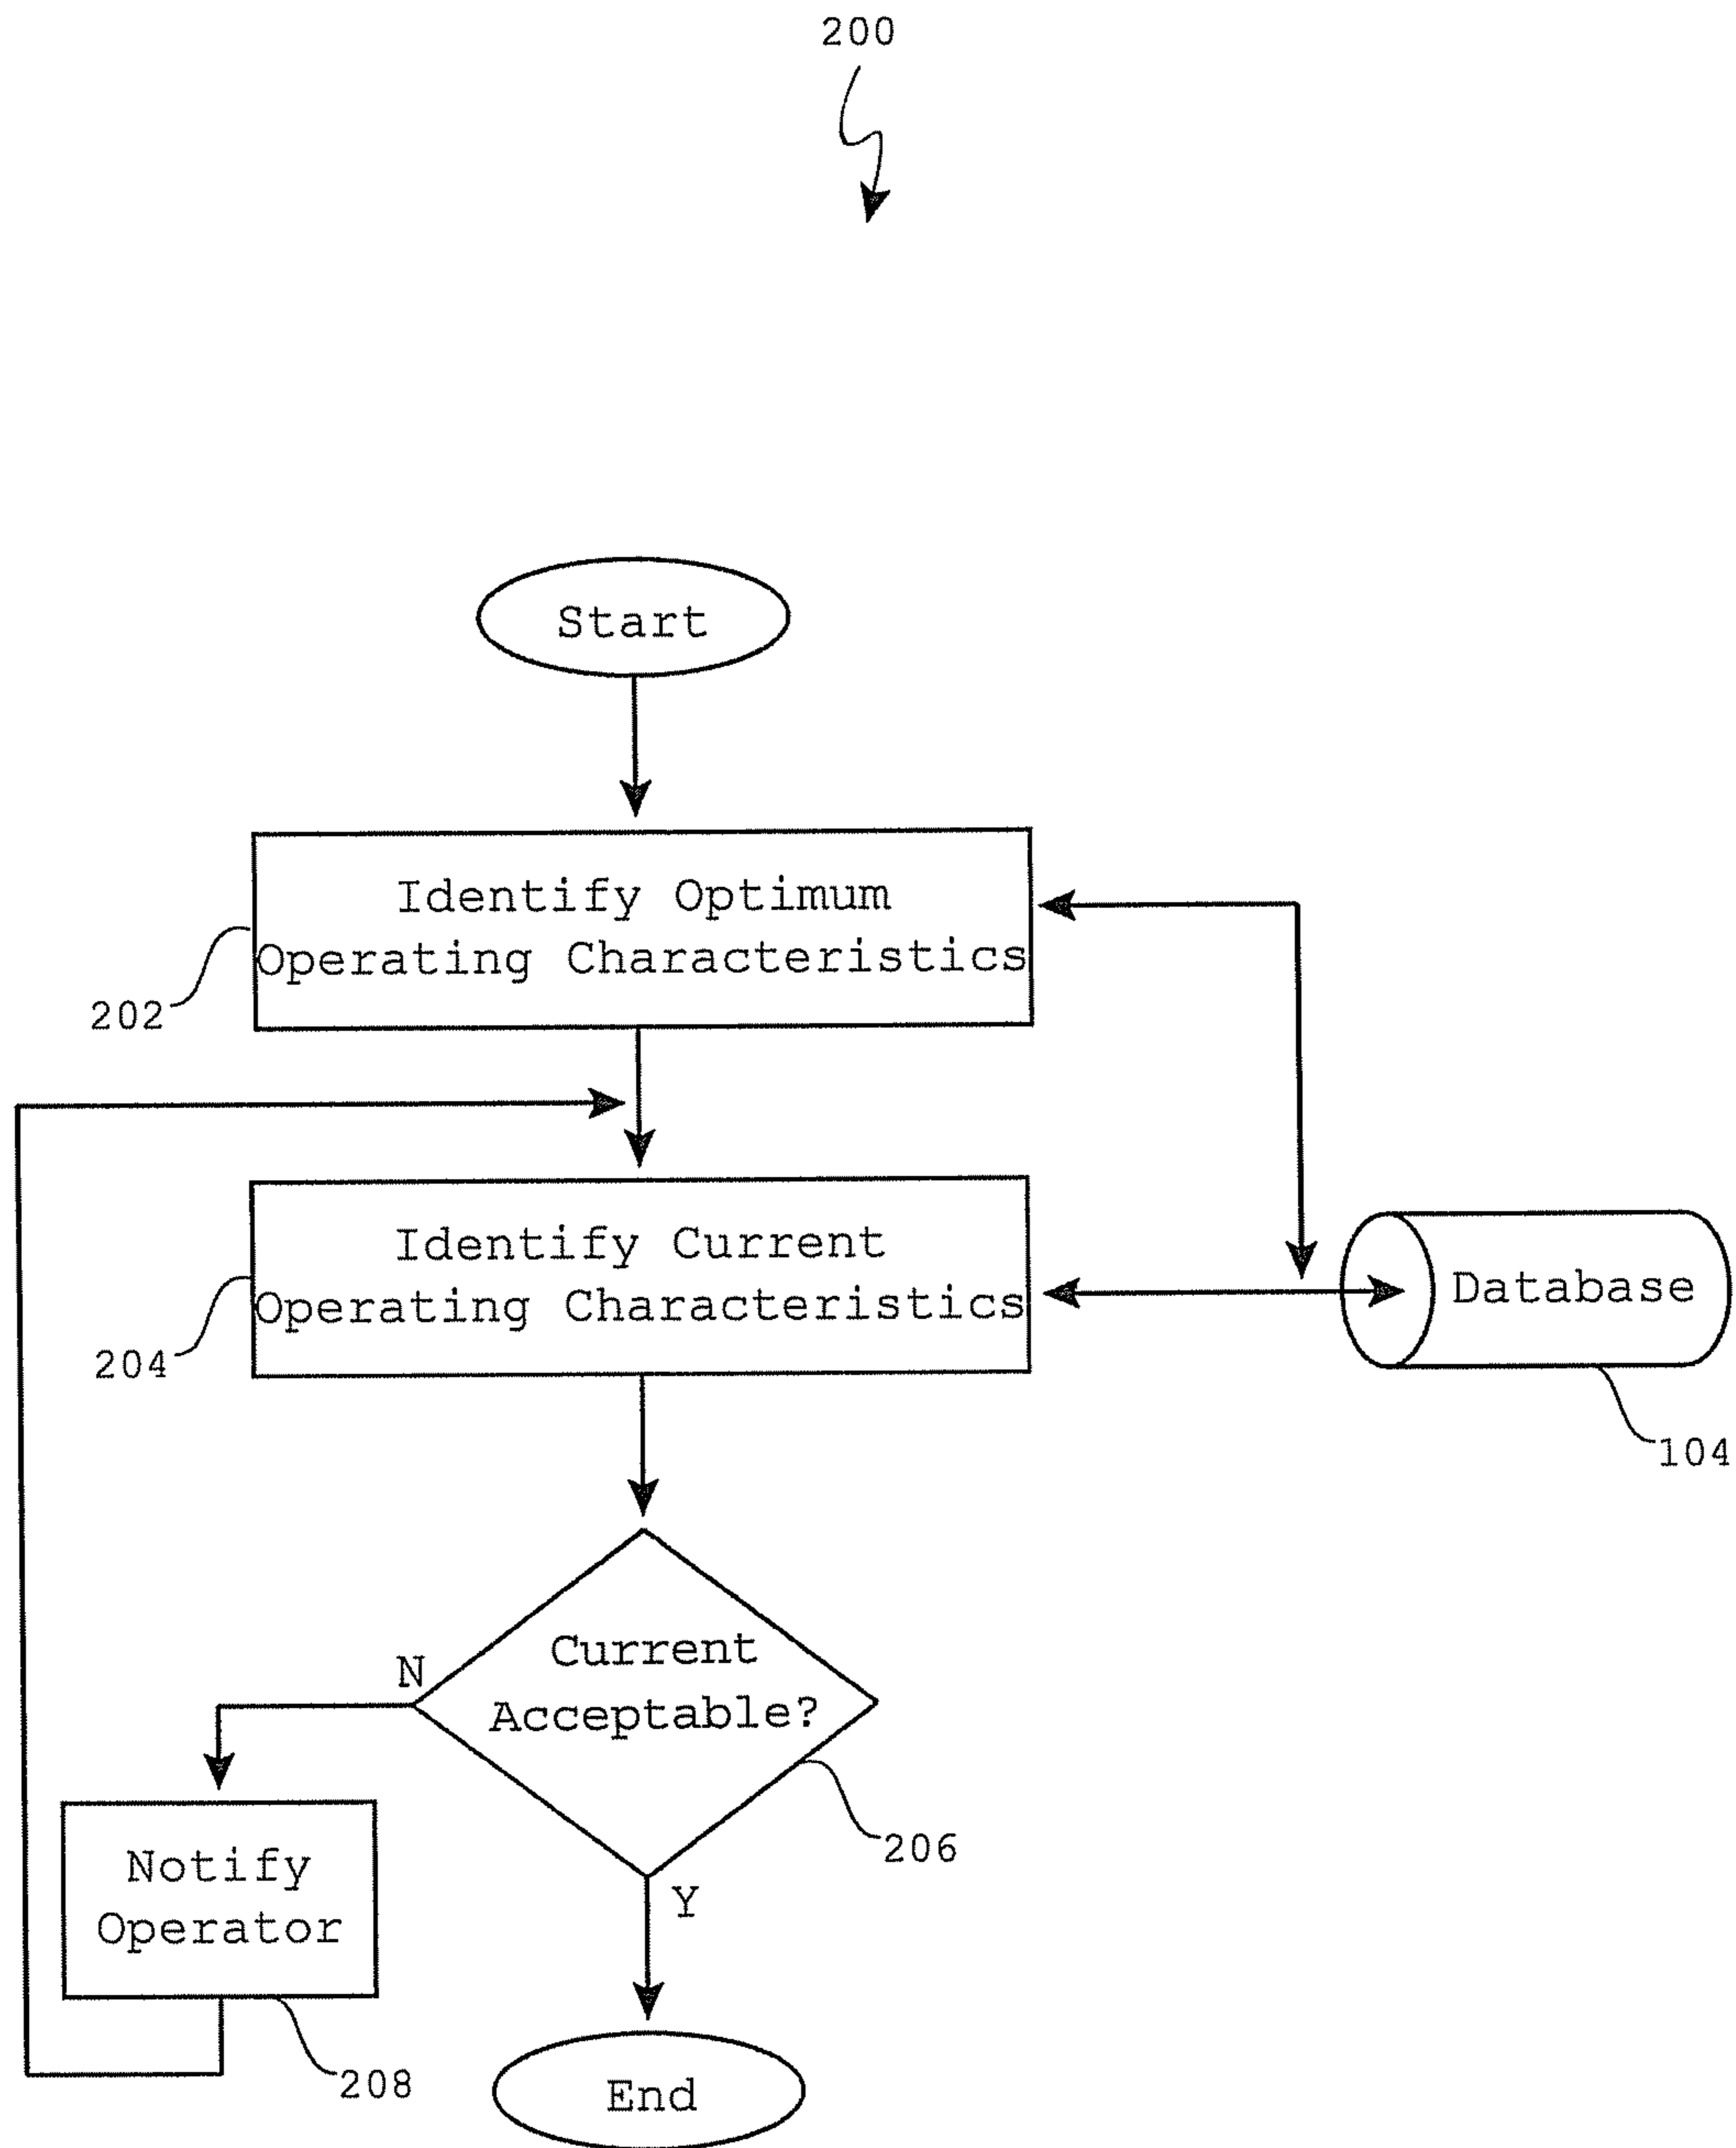 200
Start
Identify Optimum
Operating Characteristics
202
Identify Current
Operating Characteristics
204
Database
104
Current
Acceptable?
N
206
Y
Notify
Operator
208
End